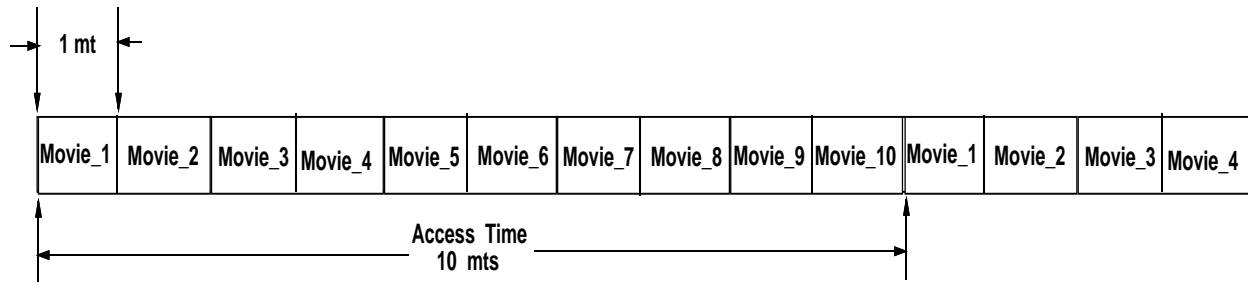 1 mt
Movie_1 Movie_2 Movie_3 Movie_4 Movie_5 Movie_6 Movie_7 Movie_8 Movie_9 Movie_10 Movie_1 Movie_2 Movie_3 Movie_4
Access Time
10 mts